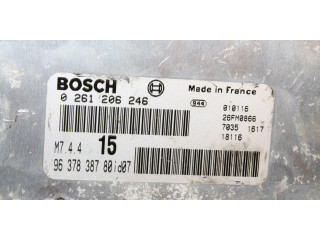 BOSCH
Made in France
0 261 206 246
944
010116
26FM0866
7035 1617
18116
M7.4.4 15
96 378 387 80 id07